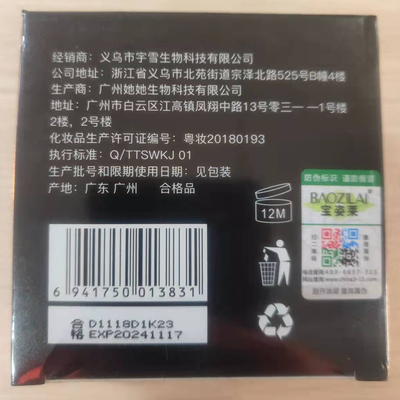 经销商：义乌市宇雪生物科技有限公司
公司地址：浙江省义乌市北苑街道宗泽北路525号B幢4楼
生产商：广州她她生物科技有限公司
地址：广州市白云区江高镇凤翔中路13号零三一一1号楼
2楼，2号楼
化妆品生产许可证编号：粤妆20180193
执行标准：Q/TTSWKJ 01
生产批号和限期使用日期：见包装
产地：广东 广州 合格品
12M
防伪标识
BAOZILAI
宝姿莱
6 941750 013831
合格
D1118D1K23
EXP20241117